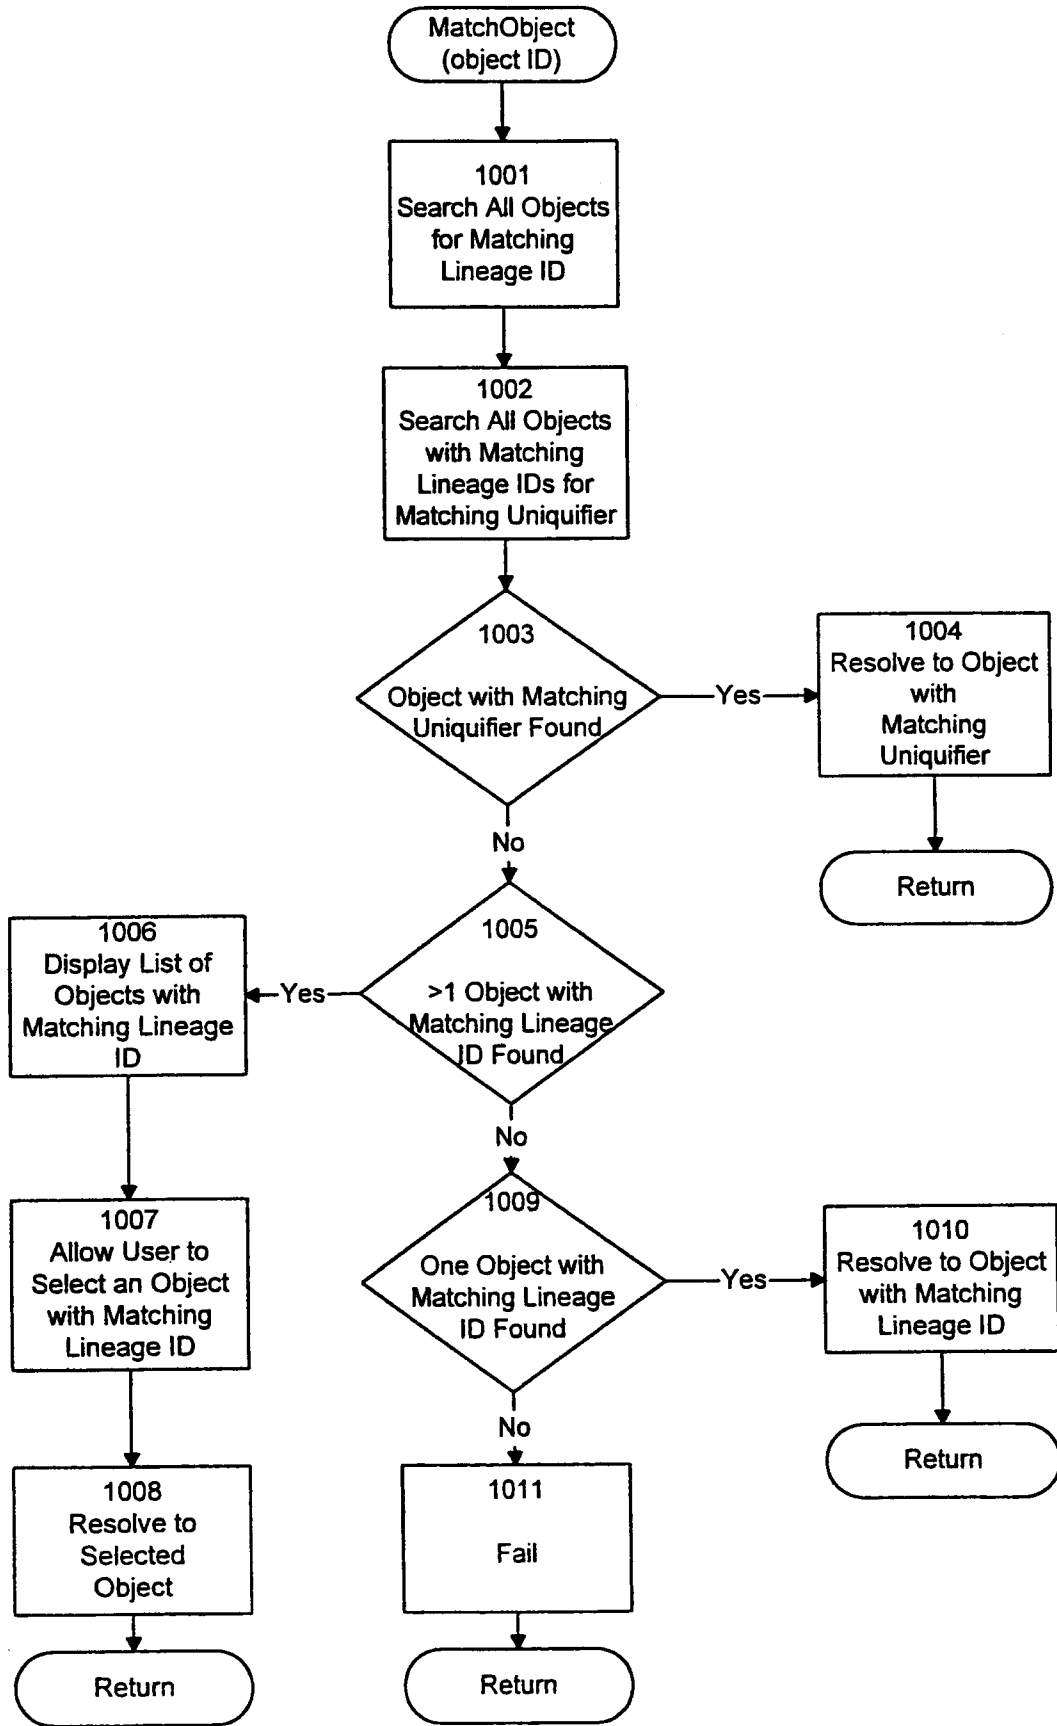 MatchObject
(object ID)
1001
Search All Objects
for Matching
Lineage ID
1002
Search All Objects
with Matching
Lineage IDs for
Matching Uniquifier
1003
Object with Matching
Uniquifier Found
Yes
1004
Resolve to Object
with
Matching
Uniquifier
Return
No
1005
>1 Object with
Matching Lineage
ID Found
Yes
1006
Display List of
Objects with
Matching Lineage
ID
1007
Allow User to
Select an Object
with Matching
Lineage ID
1008
Resolve to
Selected
Object
Return
No
1009
One Object with
Matching Lineage
ID Found
Yes
1010
Resolve to Object
with Matching
Lineage ID
Return
No
1011
Fail
Return